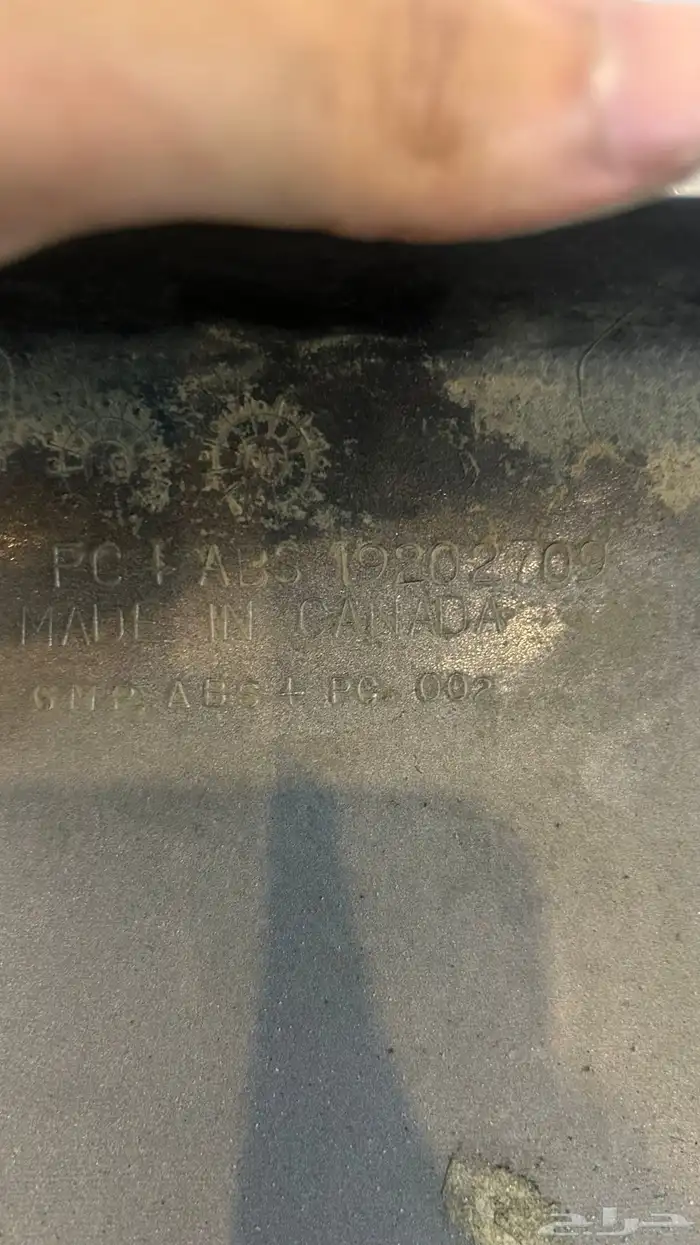 PC + ABS 19202709
MADE IN CANADA
GMP. ABS + PC. 002
حراج